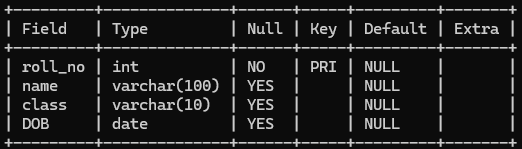 +---------+--------------+------+-----+---------+-------+
| Field   | Type         | Null | Key | Default | Extra |
+---------+--------------+------+-----+---------+-------+
| roll_no | int          | NO   | PRI | NULL    |       |
| name    | varchar(100) | YES  |     | NULL    |       |
| class   | varchar(10)  | YES  |     | NULL    |       |
| DOB     | date         | YES  |     | NULL    |       |
+---------+--------------+------+-----+---------+-------+